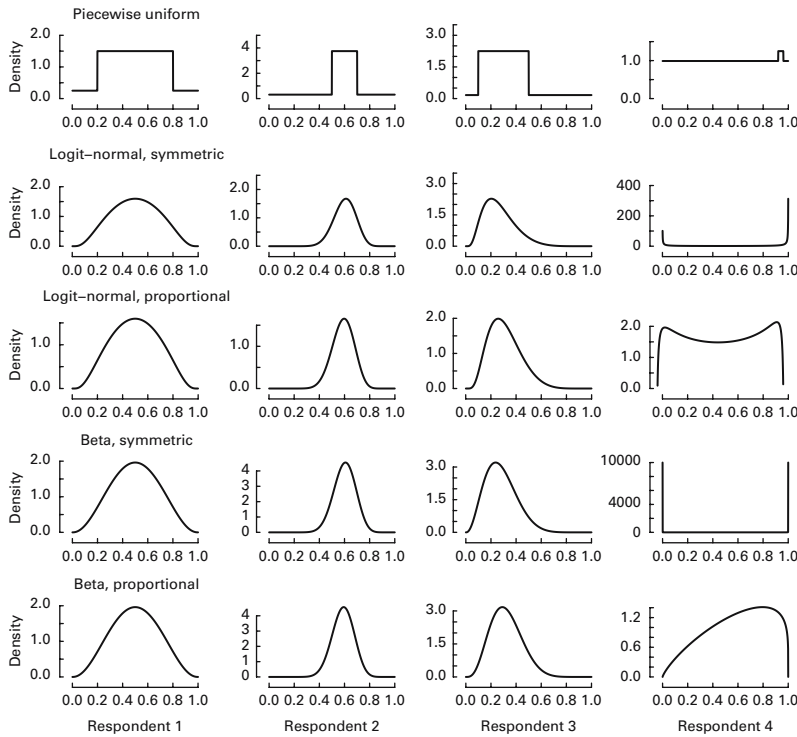 Piecewise uniform
Density
2.0
1.0
0.0
0.0 0.2 0.4 0.6 0.8 1.0
4
2
0
0.0 0.2 0.4 0.6 0.8 1.0
3.0
1.5
0.0
0.0 0.2 0.4 0.6 0.8 1.0
1.0
0.0
0.0 0.2 0.4 0.6 0.8 1.0
Logit–normal, symmetric
Density
2.0
1.0
0.0
0.0 0.2 0.4 0.6 0.8 1.0
2.0
1.0
0.0
0.0 0.2 0.4 0.6 0.8 1.0
3.0
1.5
0.0
0.0 0.2 0.4 0.6 0.8 1.0
400
200
0
0.0 0.2 0.4 0.6 0.8 1.0
Logit–normal, proportional
Density
1.0
0.0
0.0 0.2 0.4 0.6 0.8 1.0
1.0
0.0
0.0 0.2 0.4 0.6 0.8 1.0
2.0
1.0
0.0
0.0 0.2 0.4 0.6 0.8 1.0
2.0
1.0
0.0
0.0 0.2 0.4 0.6 0.8 1.0
Beta, symmetric
Density
2.0
1.0
0.0
0.0 0.2 0.4 0.6 0.8 1.0
4
3
2
1
0
0.0 0.2 0.4 0.6 0.8 1.0
3.0
1.5
0.0
0.0 0.2 0.4 0.6 0.8 1.0
10000
4000
0
0.0 0.2 0.4 0.6 0.8 1.0
Beta, proportional
Density
2.0
1.0
0.0
0.0 0.2 0.4 0.6 0.8 1.0
Respondent 1
4
3
2
1
0
0.0 0.2 0.4 0.6 0.8 1.0
Respondent 2
3.0
1.5
0.0
0.0 0.2 0.4 0.6 0.8 1.0
Respondent 3
1.2
0.6
0.0
0.0 0.2 0.4 0.6 0.8 1.0
Respondent 4